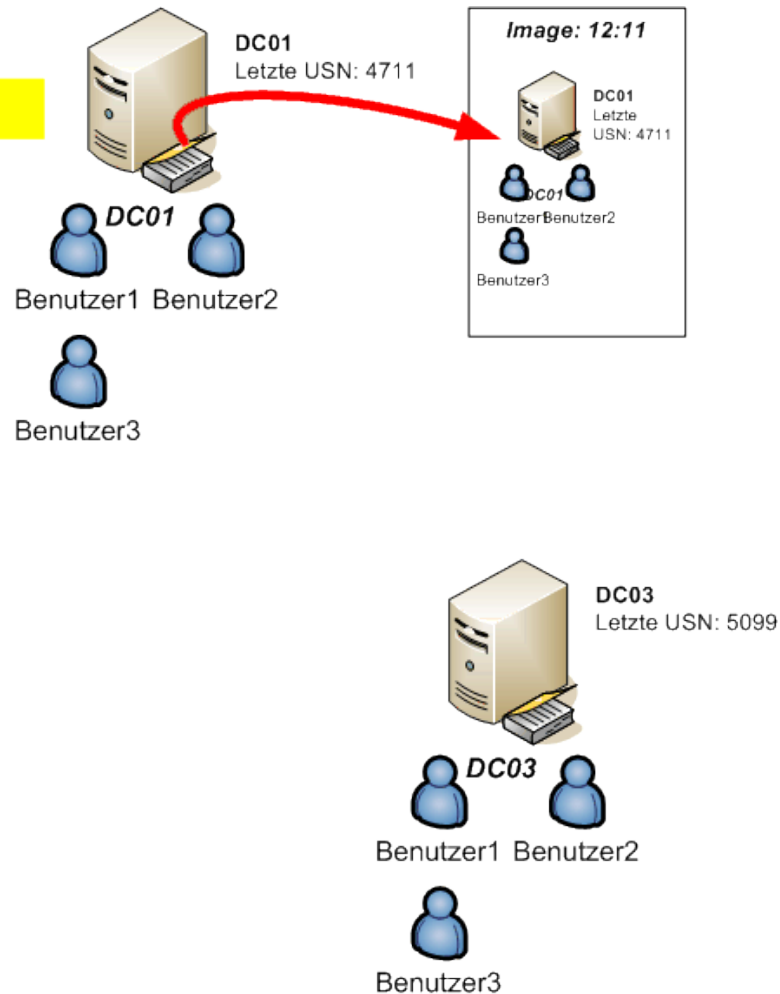 DC01
Letzte USN: 4711
DC01
Benutzer1 Benutzer2
Benutzer3
Image: 12:11
DC01
Letzte
USN: 4711
DC01
Benutzer1 Benutzer2
Benutzer3
DC03
Letzte USN: 5099
DC03
Benutzer1 Benutzer2
Benutzer3